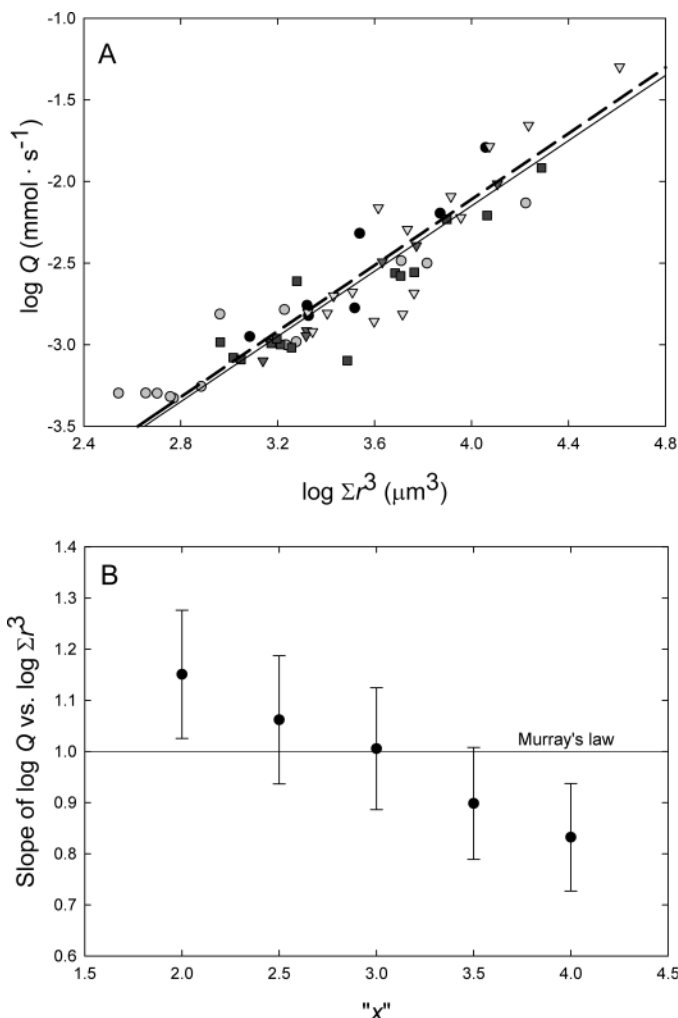 A
log Q (mmol · s⁻¹)
-1.0
-1.5
-2.0
-2.5
-3.0
-3.5
2.4 2.8 3.2 3.6 4.0 4.4 4.8
log Σr³ (μm³)
B
Slope of log Q vs. log Σr³
1.4
1.3
1.2
1.1
1.0
0.9
0.8
0.7
0.6
Murray's law
1.5 2.0 2.5 3.0 3.5 4.0 4.5
"x"